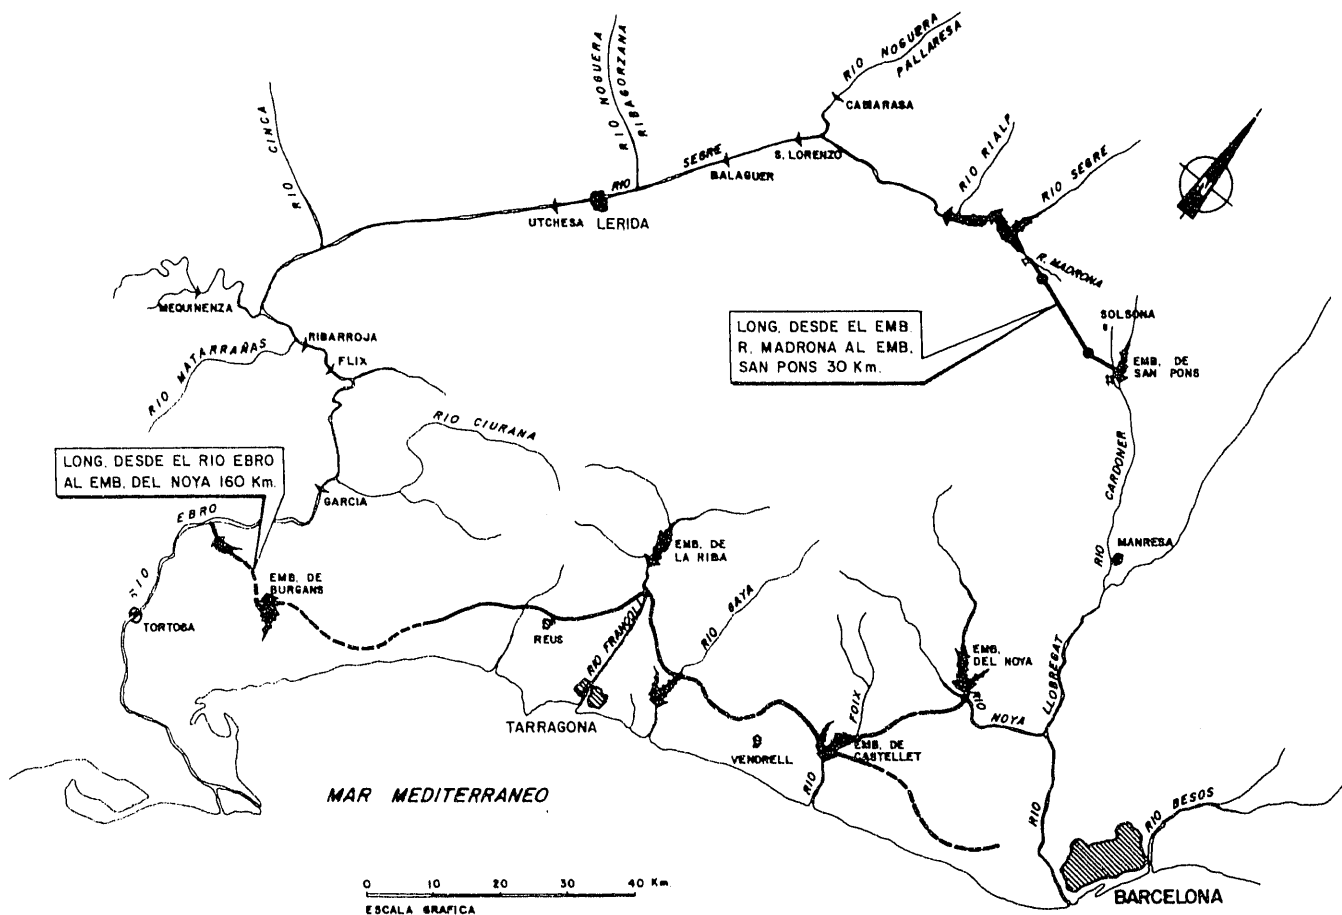 RIO NOGUERA
PALLARESA
RIO NOGUERA
RIBAGORZANA
RIO CINCA
CAMARASA
S. LORENZO
RIO SEGRE
BALAGUER
UTCHESA
LERIDA
RIO RIALP
RIO SEGRE
R. MADRONA
MEQUINENZA
RIBARROJA
FLIX
RIO MATARRAÑAS
LONG. DESDE EL EMB.
R. MADRONA AL EMB.
SAN PONS 30 Km.
SOLSONA
EMB. DE
SAN PONS
RIO CIURANA
LONG. DESDE EL RIO EBRO
AL EMB. DEL NOYA 160 Km.
GARCIA
RIO EBRO
RIO CARDONER
MANRESA
EMB. DE
LA RIBA
EMB. DE
BURGANS
TORTOSA
REUS
RIO FRANCOLI
RIO GAYA
EMB.
DEL NOYA
RIO NOYA
RIO LLOBREGAT
TARRAGONA
VENDRELL
RIO FOIX
EMB. DE
CASTELLET
MAR MEDITERRANEO
RIO BESOS
BARCELONA
0 10 20 30 40 Km.
ESCALA GRAFICA